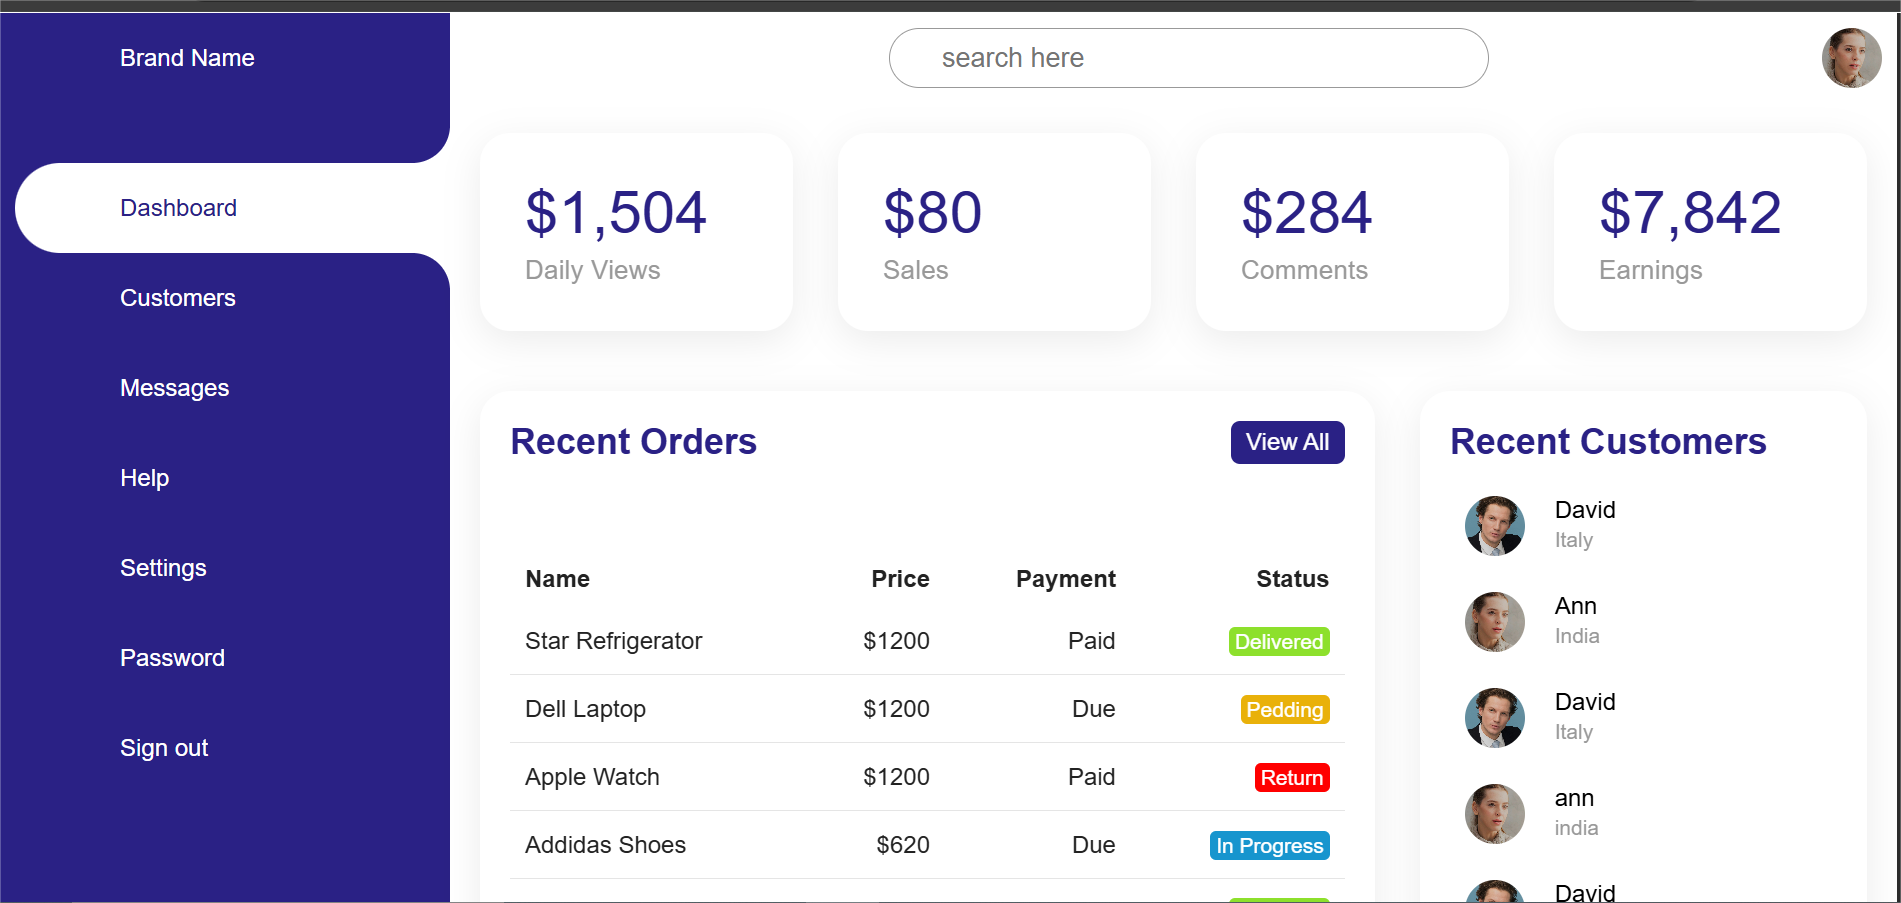 Brand Name
search here
Dashboard
Customers
Messages
Help
Settings
Password
Sign out
$1,504
Daily Views
$80
Sales
$284
Comments
$7,842
Earnings
Recent Orders
View All
Name Price Payment Status
Star Refrigerator $1200 Paid Delivered
Dell Laptop $1200 Due Pedding
Apple Watch $1200 Paid Return
Addidas Shoes $620 Due In Progress
Recent Customers
David
Italy
Ann
India
David
Italy
ann
india
David